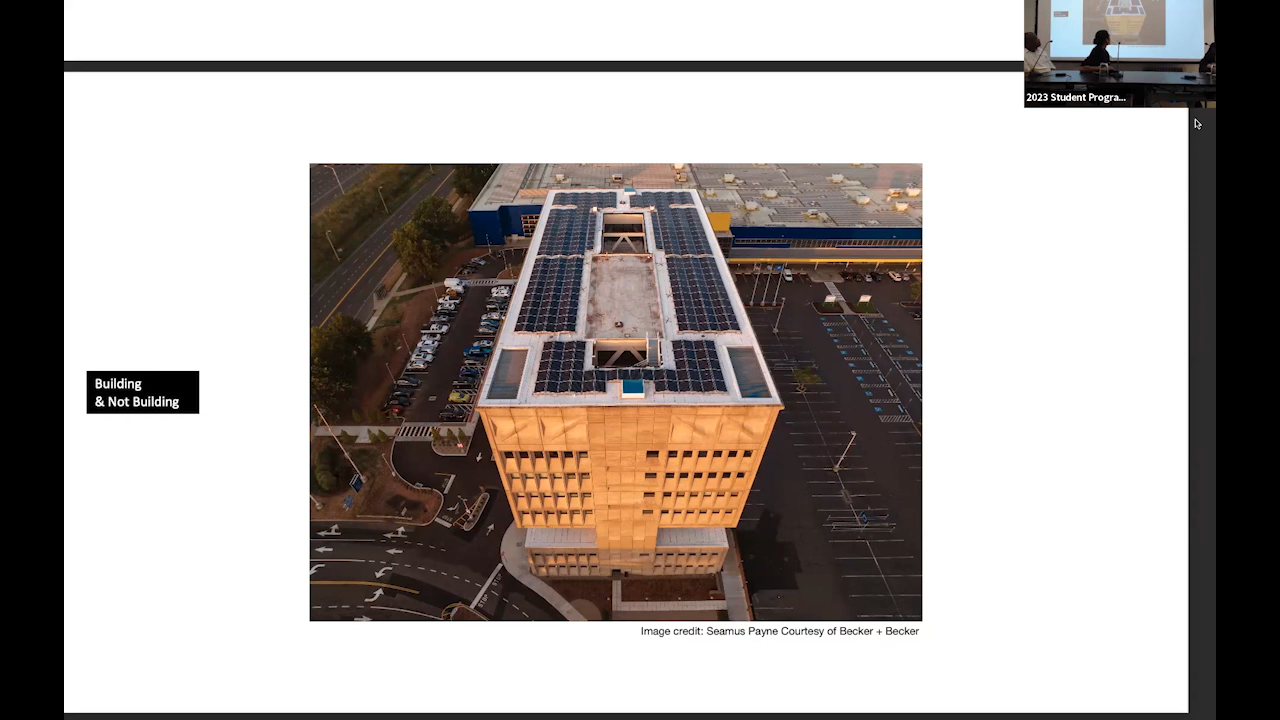 2023 Student Progra...
Building
& Not Building
Image credit: Seamus Payne Courtesy of Becker + Becker